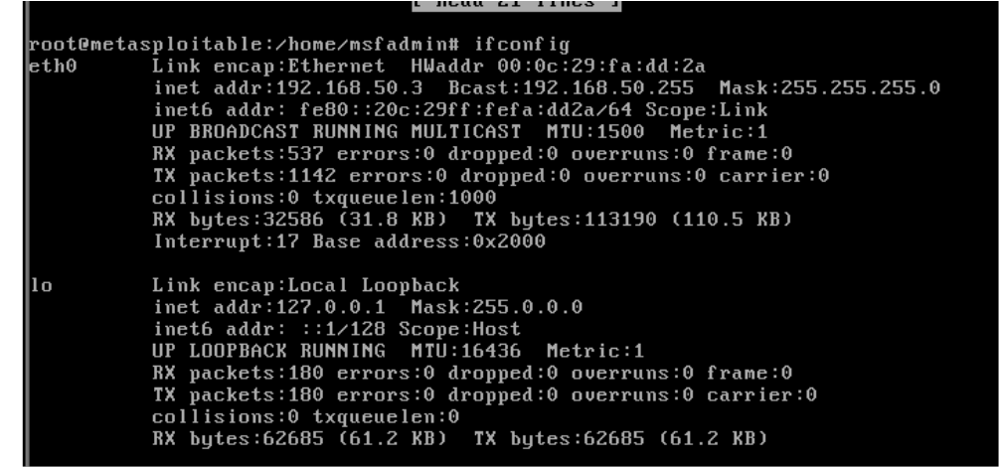 [ Read 21 lines ]
root@metasploitable:/home/msfadmin# ifconfig
eth0      Link encap:Ethernet  HWaddr 00:0c:29:fa:dd:2a
          inet addr:192.168.50.3  Bcast:192.168.50.255  Mask:255.255.255.0
          inet6 addr: fe80::20c:29ff:fefa:dd2a/64 Scope:Link
          UP BROADCAST RUNNING MULTICAST  MTU:1500  Metric:1
          RX packets:537 errors:0 dropped:0 overruns:0 frame:0
          TX packets:1142 errors:0 dropped:0 overruns:0 carrier:0
          collisions:0 txqueuelen:1000
          RX bytes:32586 (31.8 KB)  TX bytes:113190 (110.5 KB)
          Interrupt:17 Base address:0x2000
lo        Link encap:Local Loopback
          inet addr:127.0.0.1  Mask:255.0.0.0
          inet6 addr: ::1/128 Scope:Host
          UP LOOPBACK RUNNING  MTU:16436  Metric:1
          RX packets:180 errors:0 dropped:0 overruns:0 frame:0
          TX packets:180 errors:0 dropped:0 overruns:0 carrier:0
          collisions:0 txqueuelen:0
          RX bytes:62685 (61.2 KB)  TX bytes:62685 (61.2 KB)